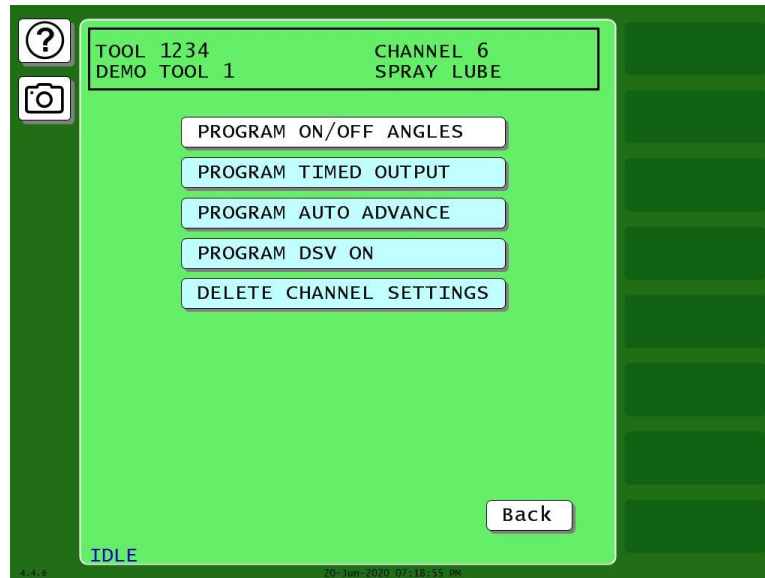 ?
TOOL 1234 CHANNEL 6
DEMO TOOL 1 SPRAY LUBE
PROGRAM ON/OFF ANGLES
PROGRAM TIMED OUTPUT
PROGRAM AUTO ADVANCE
PROGRAM DSV ON
DELETE CHANNEL SETTINGS
Back
IDLE
4.4.6 20-Jun-2020 07:18:55 PM